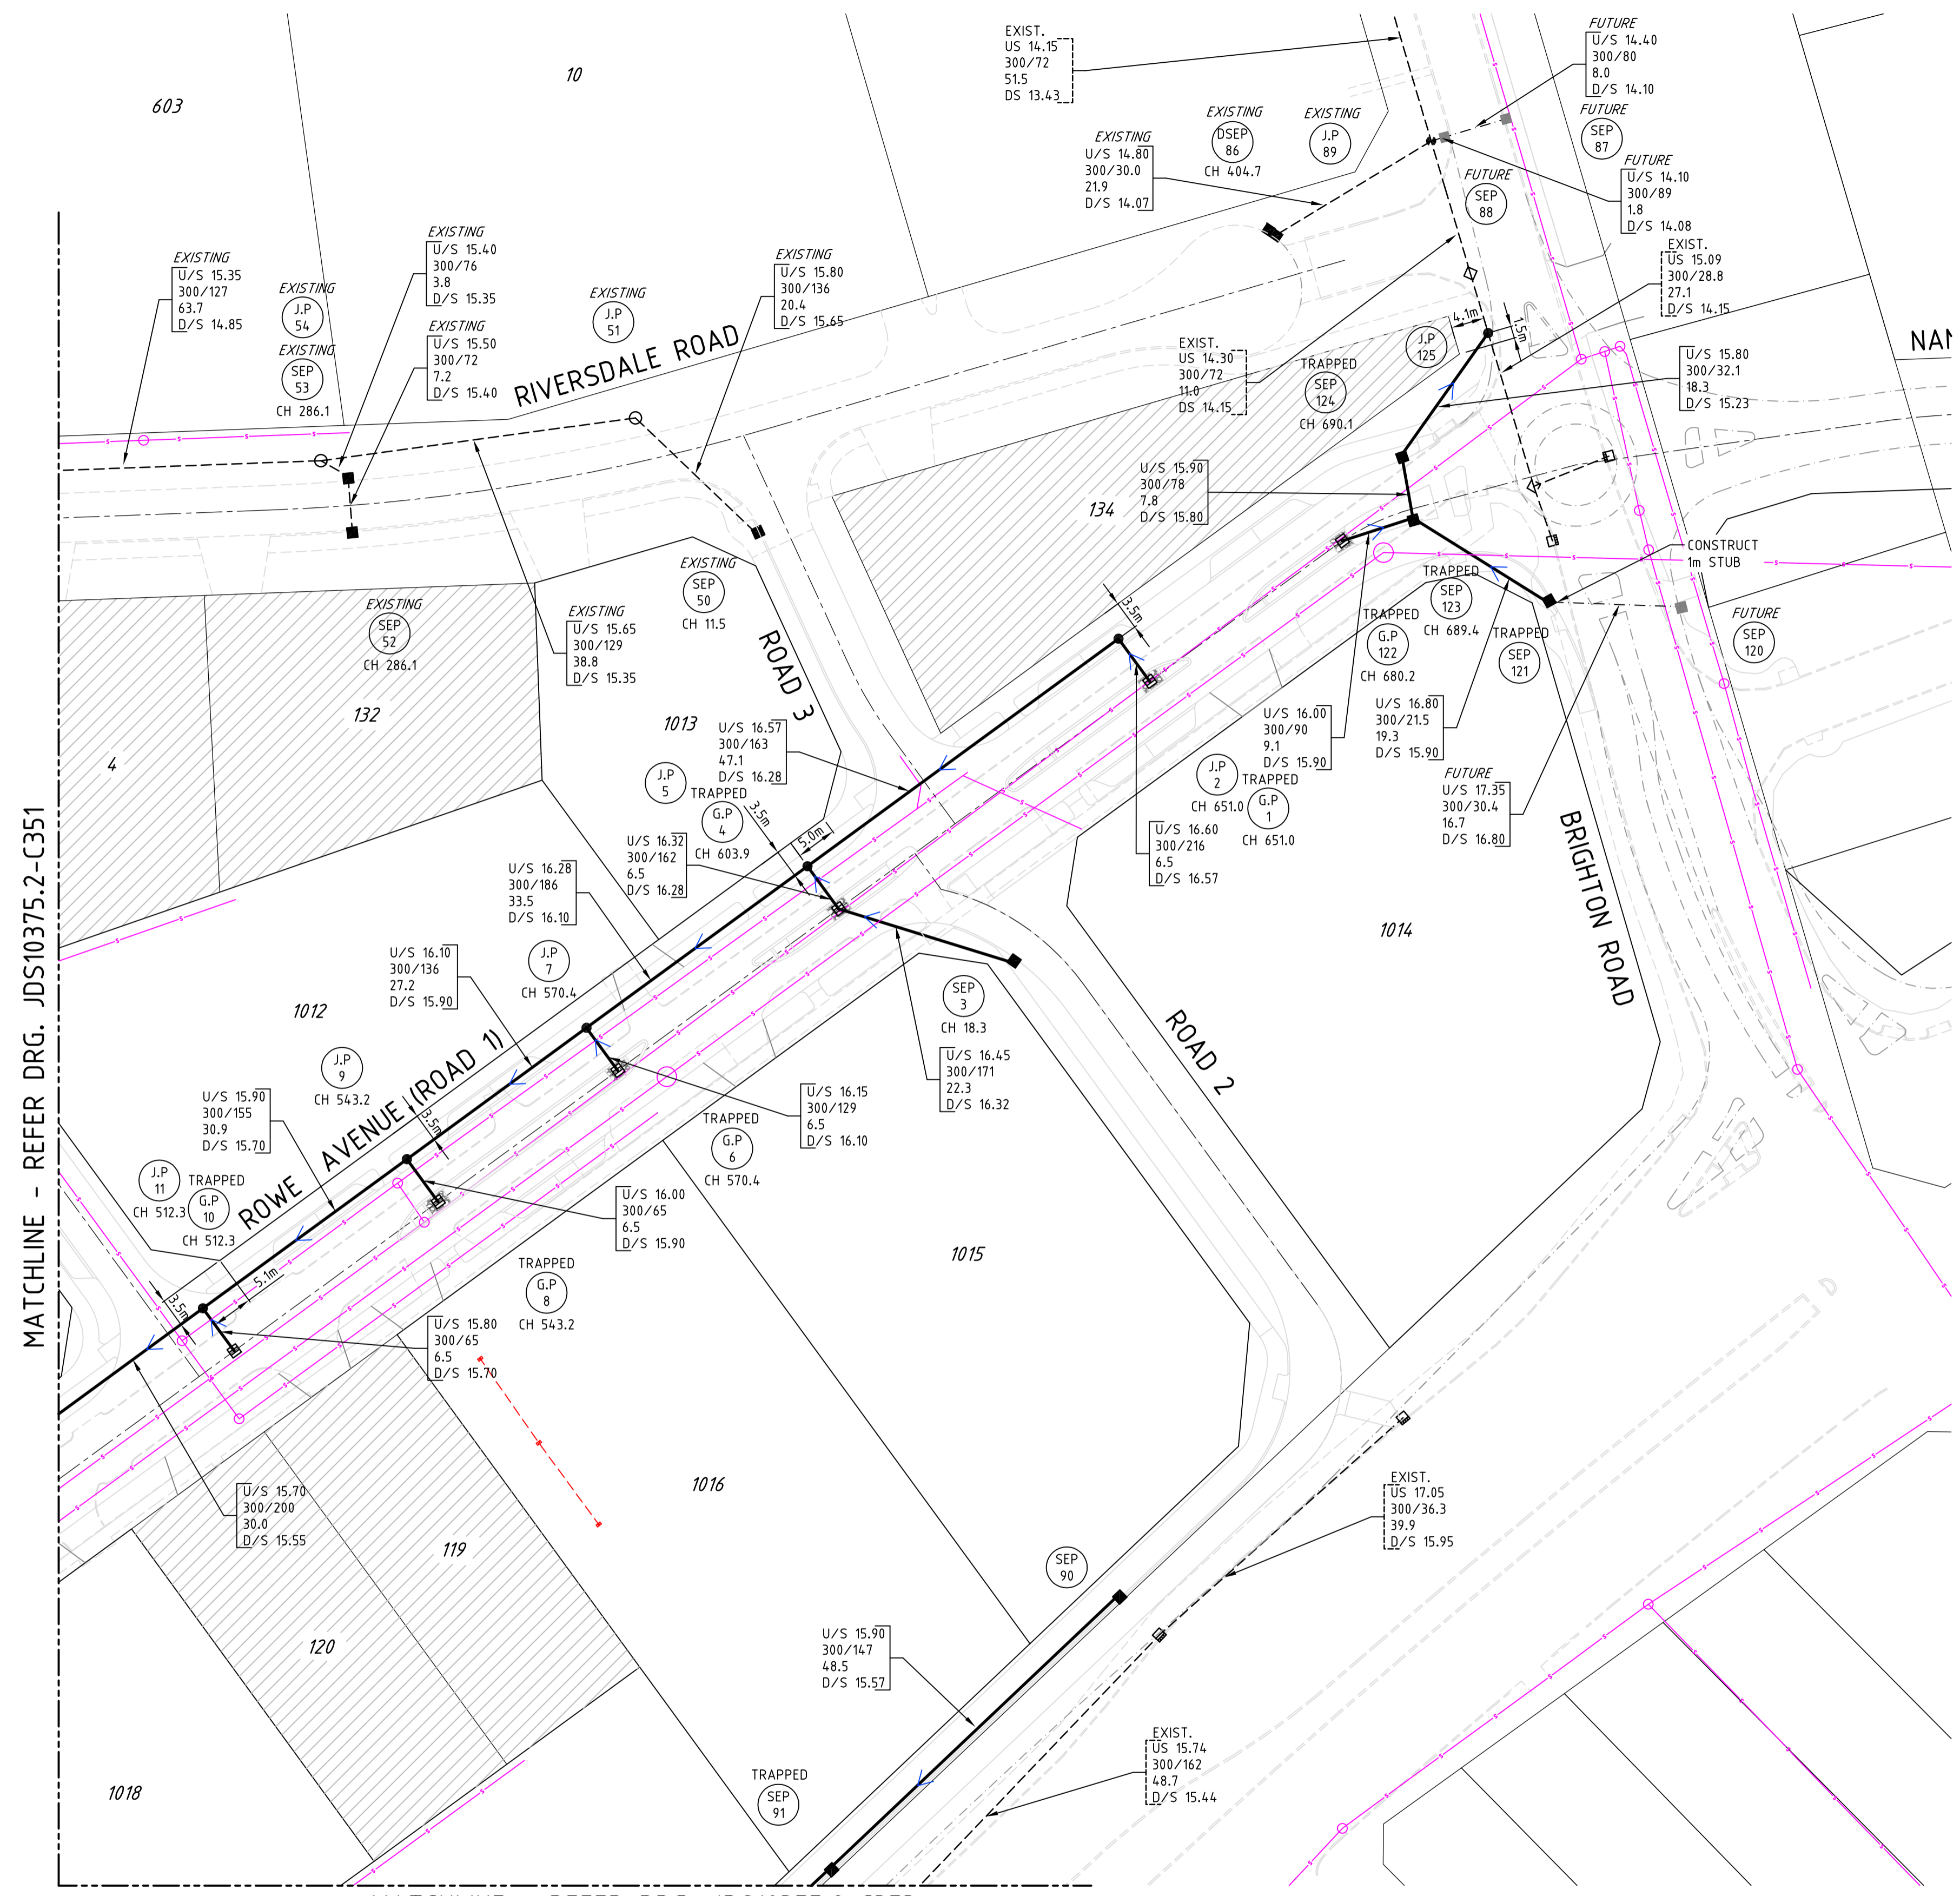 603
10
EXIST.
US 14.15
300/72
51.5
DS 13.43
FUTURE
U/S 14.40
300/80
8.0
D/S 14.10
EXISTING
U/S 14.80
300/30.0
21.9
D/S 14.07
EXISTING
DSEP
86
CH 404.7
EXISTING
J.P
89
FUTURE
SEP
87
FUTURE
SEP
88
FUTURE
U/S 14.10
300/89
1.8
D/S 14.08
EXIST.
US 15.09
300/28.8
27.1
D/S 14.15
EXISTING
U/S 15.35
300/127
63.7
D/S 14.85
EXISTING
J.P
54
EXISTING
SEP
53
CH 286.1
EXISTING
U/S 15.40
300/76
3.8
D/S 15.35
EXISTING
U/S 15.50
300/72
7.2
D/S 15.40
EXISTING
J.P
51
EXISTING
U/S 15.80
300/136
20.4
D/S 15.65
RIVERSDALE ROAD
EXIST.
US 14.30
300/72
11.0
DS 14.15
TRAPPED
SEP
124
CH 690.1
J.P
125
4.1m
1.5m
U/S 15.80
300/32.1
18.3
D/S 15.23
U/S 15.90
300/78
7.8
D/S 15.80
134
CONSTRUCT
1m STUB
EXISTING
SEP
52
CH 286.1
EXISTING
U/S 15.65
300/129
38.8
D/S 15.35
EXISTING
SEP
50
CH 11.5
ROAD 3
3.5m
TRAPPED
SEP
123
CH 689.4
TRAPPED
G.P
122
CH 680.2
TRAPPED
SEP
121
FUTURE
SEP
120
132
4
1013
U/S 16.57
300/163
47.1
D/S 16.28
J.P
5
TRAPPED
G.P
4
CH 603.9
3.5m
5.0m
U/S 16.00
300/90
9.1
D/S 15.90
U/S 16.80
300/21.5
19.3
D/S 15.90
FUTURE
U/S 17.35
300/30.4
16.7
D/S 16.80
J.P
2
CH 651.0
TRAPPED
G.P
1
CH 651.0
U/S 16.60
300/216
6.5
D/S 16.57
U/S 16.32
300/162
6.5
D/S 16.28
U/S 16.28
300/186
33.5
D/S 16.10
BRIGHTON ROAD
MATCHLINE - REFER DRG. JDS10375.2-C351
1014
U/S 16.10
300/136
27.2
D/S 15.90
J.P
7
CH 570.4
SEP
3
CH 18.3
U/S 16.45
300/171
22.3
D/S 16.32
1012
J.P
9
CH 543.2
ROAD 2
U/S 15.90
300/155
30.9
D/S 15.70
ROWE AVENUE (ROAD 1)
3.5m
U/S 16.15
300/129
6.5
D/S 16.10
TRAPPED
G.P
6
CH 570.4
J.P
11
CH 512.3
TRAPPED
G.P
10
CH 512.3
U/S 16.00
300/65
6.5
D/S 15.90
1015
TRAPPED
G.P
8
CH 543.2
5.1m
3.5m
U/S 15.80
300/65
6.5
D/S 15.70
1016
U/S 15.70
300/200
30.0
D/S 15.55
EXIST.
US 17.05
300/36.3
39.9
D/S 15.95
119
SEP
90
120
U/S 15.90
300/147
48.5
D/S 15.57
EXIST.
US 15.74
300/162
48.7
D/S 15.44
1018
TRAPPED
SEP
91